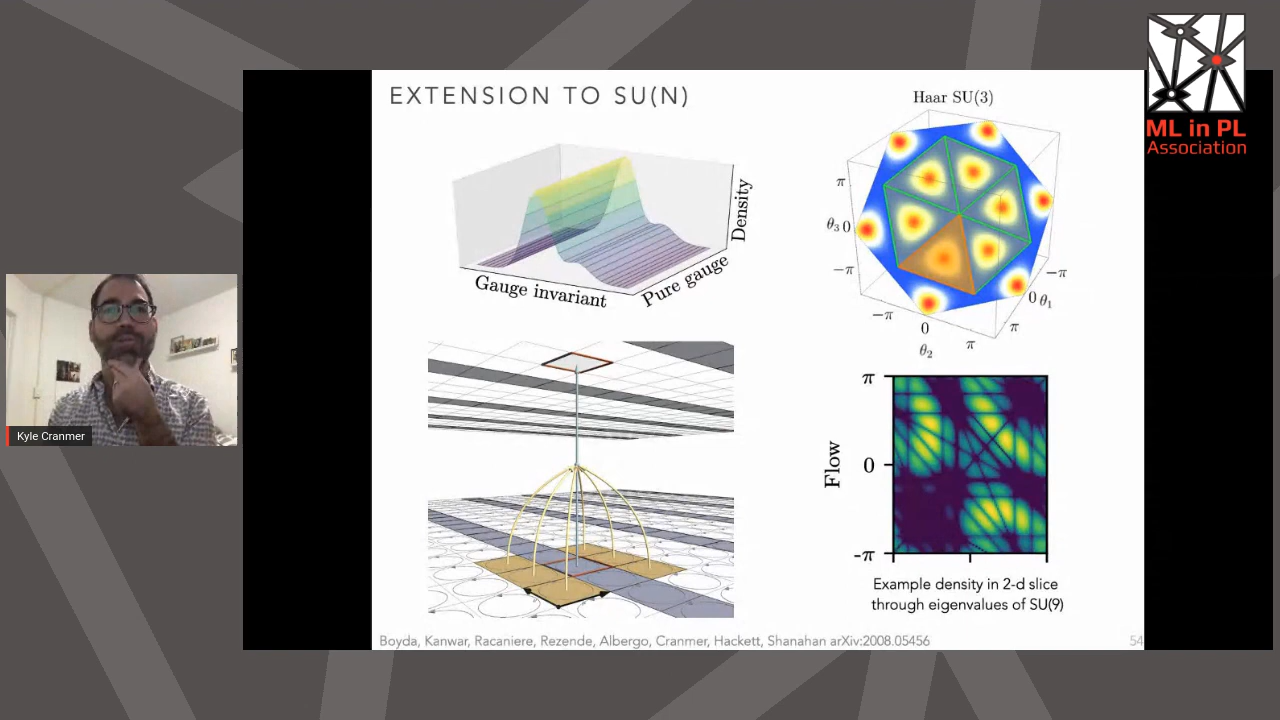 EXTENSION TO SU(N)
Density
Gauge invariant
Pure gauge
Haar SU(3)
π
θ₃ 0
−π
−π
0
π
θ₂
−π
0 θ₁
π
π
Flow
0
-π
Example density in 2-d slice
through eigenvalues of SU(9)
Boyda, Kanwar, Racaniere, Rezende, Albergo, Cranmer, Hackett, Shanahan arXiv:2008.05456
54
Kyle Cranmer
ML in PL
Association